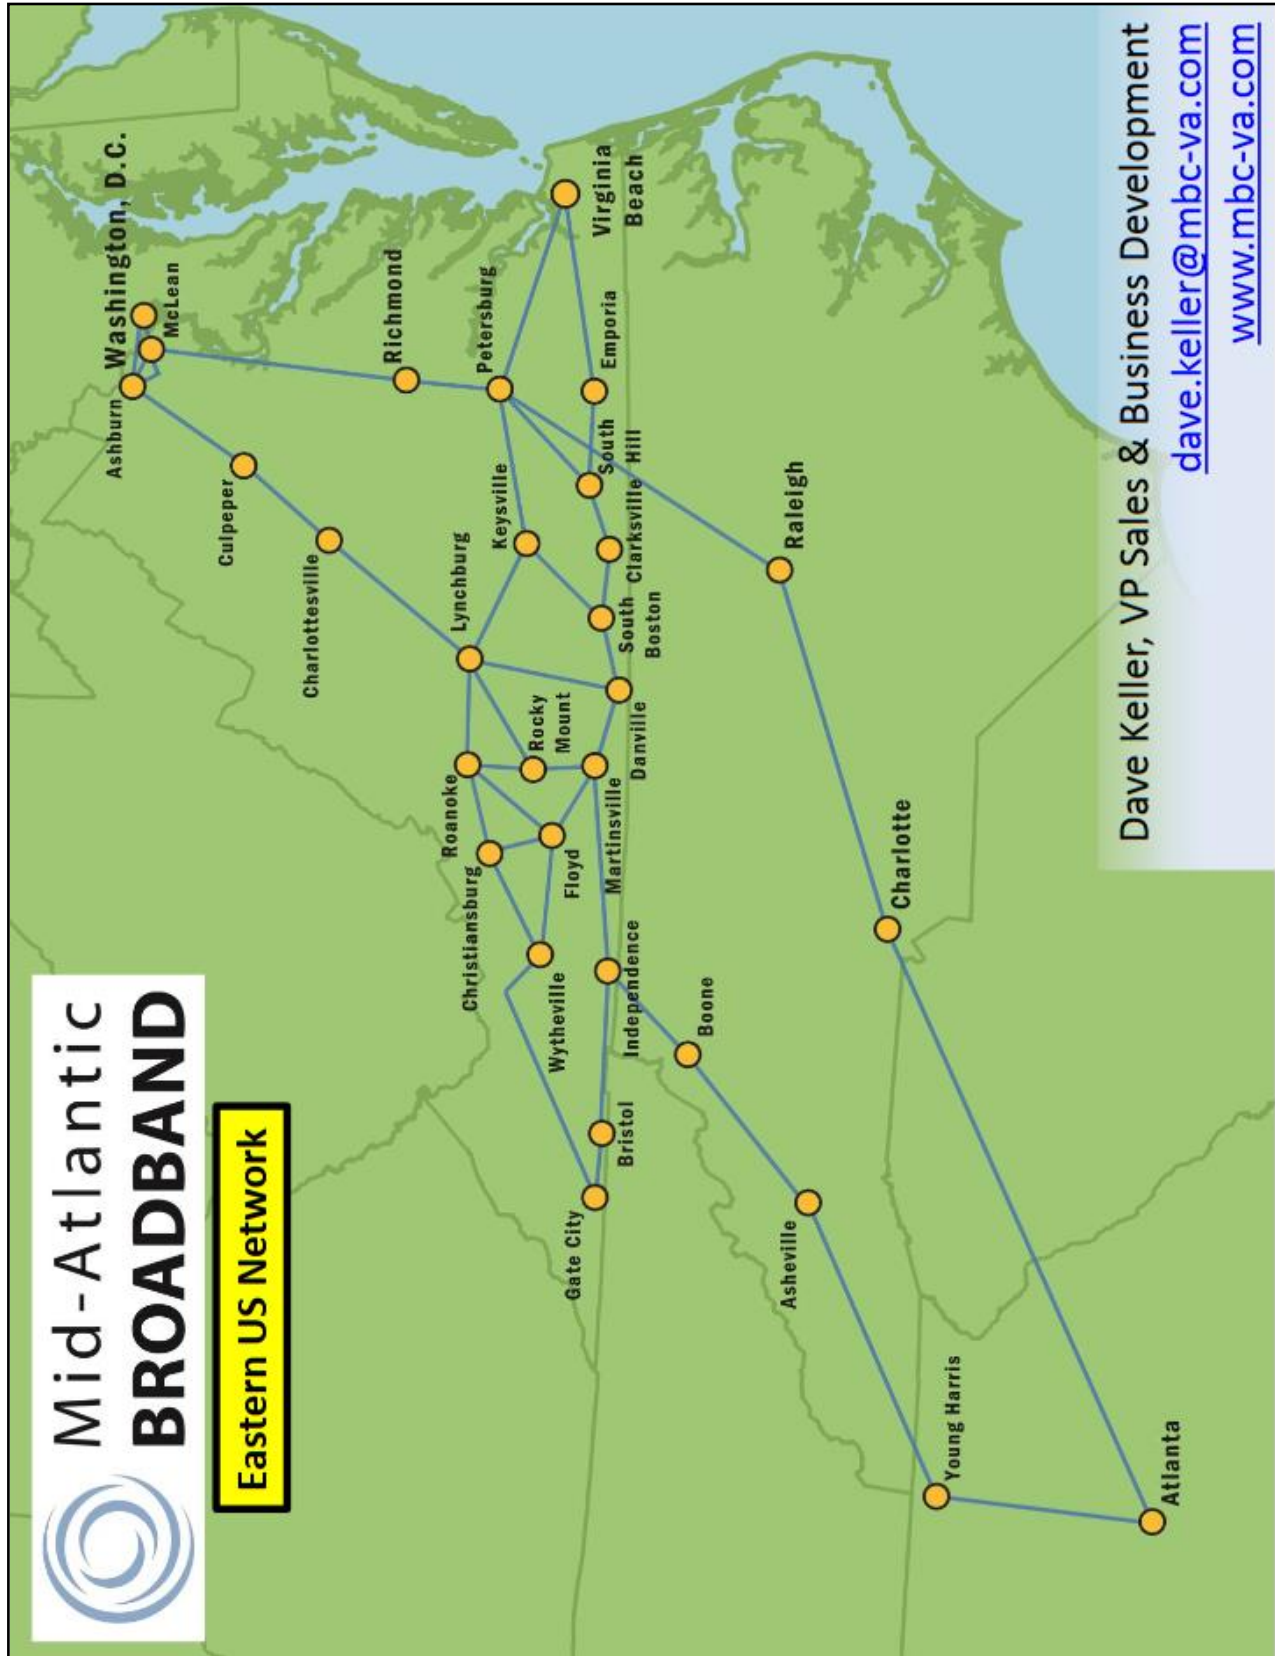 Mid-Atlantic
BROADBAND
Eastern US Network
Washington, D.C.
McLean
Ashburn
Culpeper
Charlottesville
Richmond
Petersburg
Virginia
Beach
Emporia
South
Hill
Keysville
Clarksville
Lynchburg
South
Boston
Rocky
Mount
Danville
Roanoke
Martinsville
Floyd
Christiansburg
Wytheville
Independence
Bristol
Gate City
Boone
Asheville
Raleigh
Charlotte
Young Harris
Atlanta
Dave Keller, VP Sales & Business Development
dave.keller@mbc-va.com
www.mbc-va.com